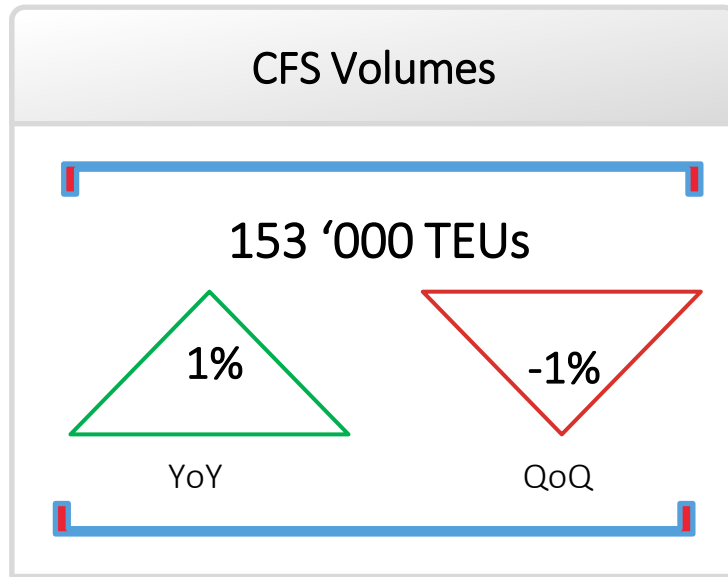 CFS Volumes
153 ‘000 TEUs
1%
-1%
YoY
QoQ